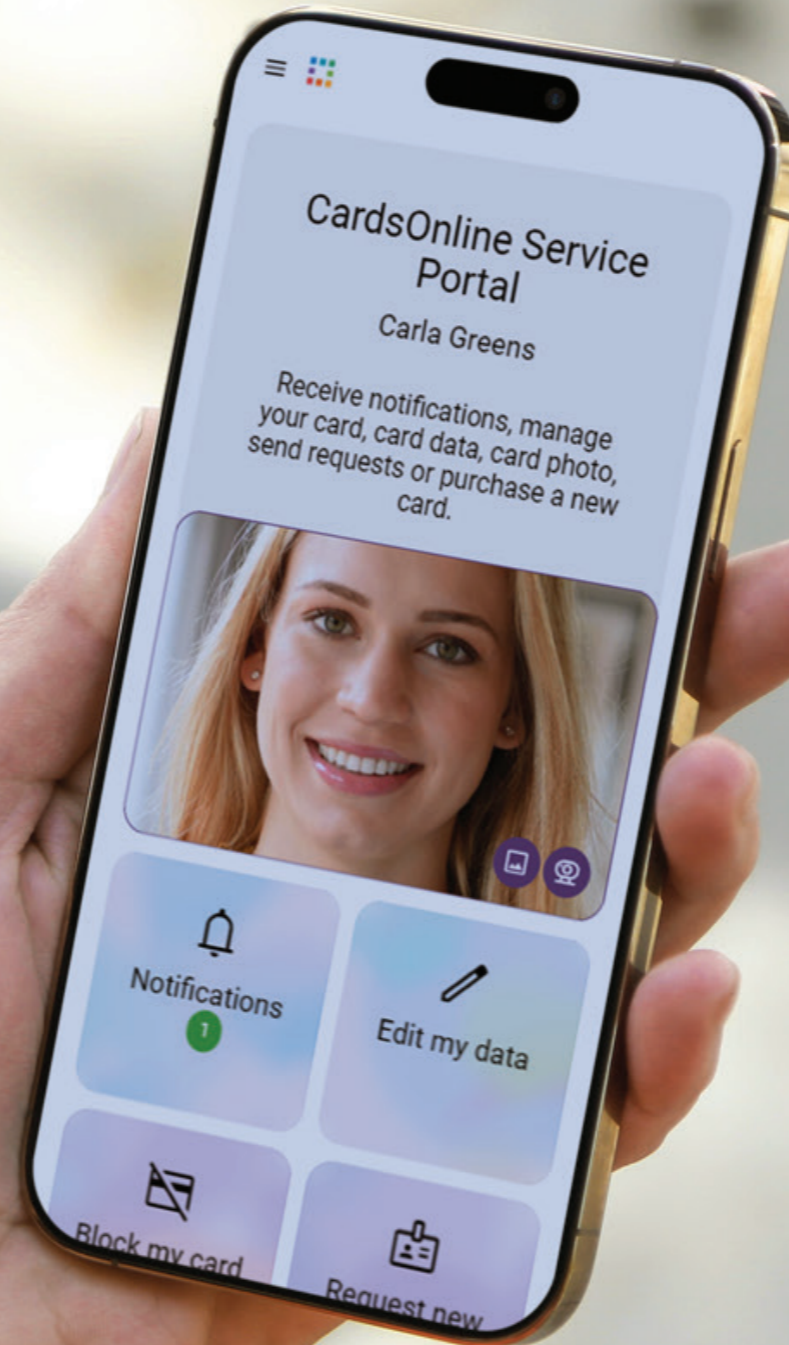 CardsOnline Service
Portal
Carla Greens
Receive notifications, manage
your card, card data, card photo,
send requests or purchase a new
card.
Notifications
1
Edit my data
Block my card
Request new